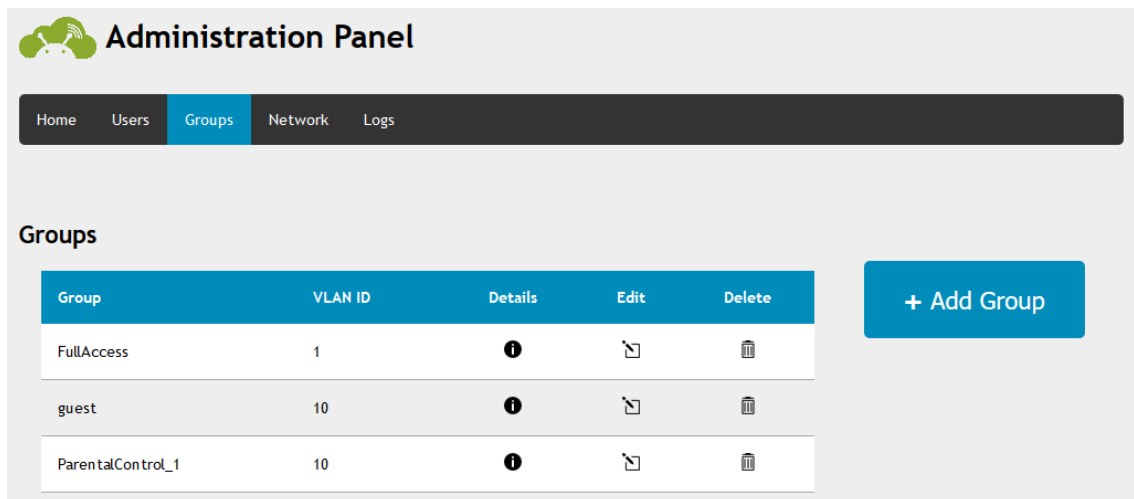 Administration Panel
Home Users Groups Network Logs
Groups
Group VLAN ID Details Edit Delete
+ Add Group
FullAccess 1
guest 10
ParentalControl_1 10